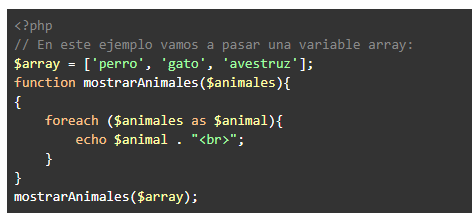 <?php
// En este ejemplo vamos a pasar una variable array:
$array = ['perro', 'gato', 'avestruz'];
function mostrarAnimales($animales){
{
    foreach ($animales as $animal){
        echo $animal . "<br>";
    }
}
mostrarAnimales($array);